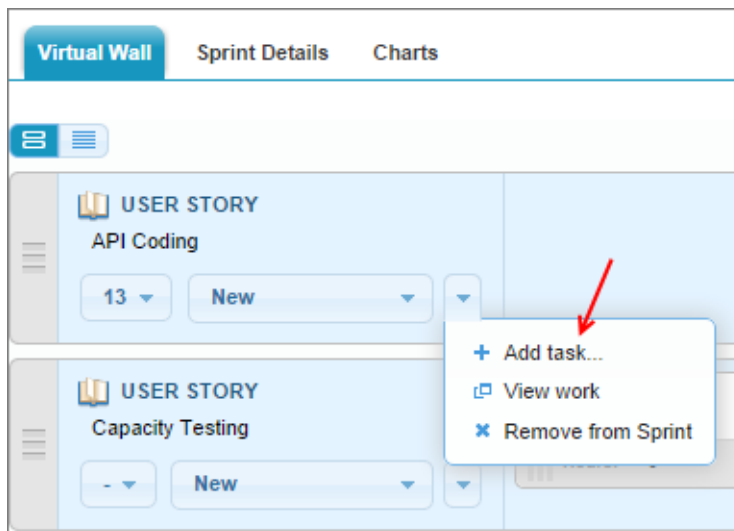 Virtual Wall Sprint Details Charts
USER STORY
API Coding
13 New
Add task...
USER STORY
View work
Capacity Testing
Remove from Sprint
- New